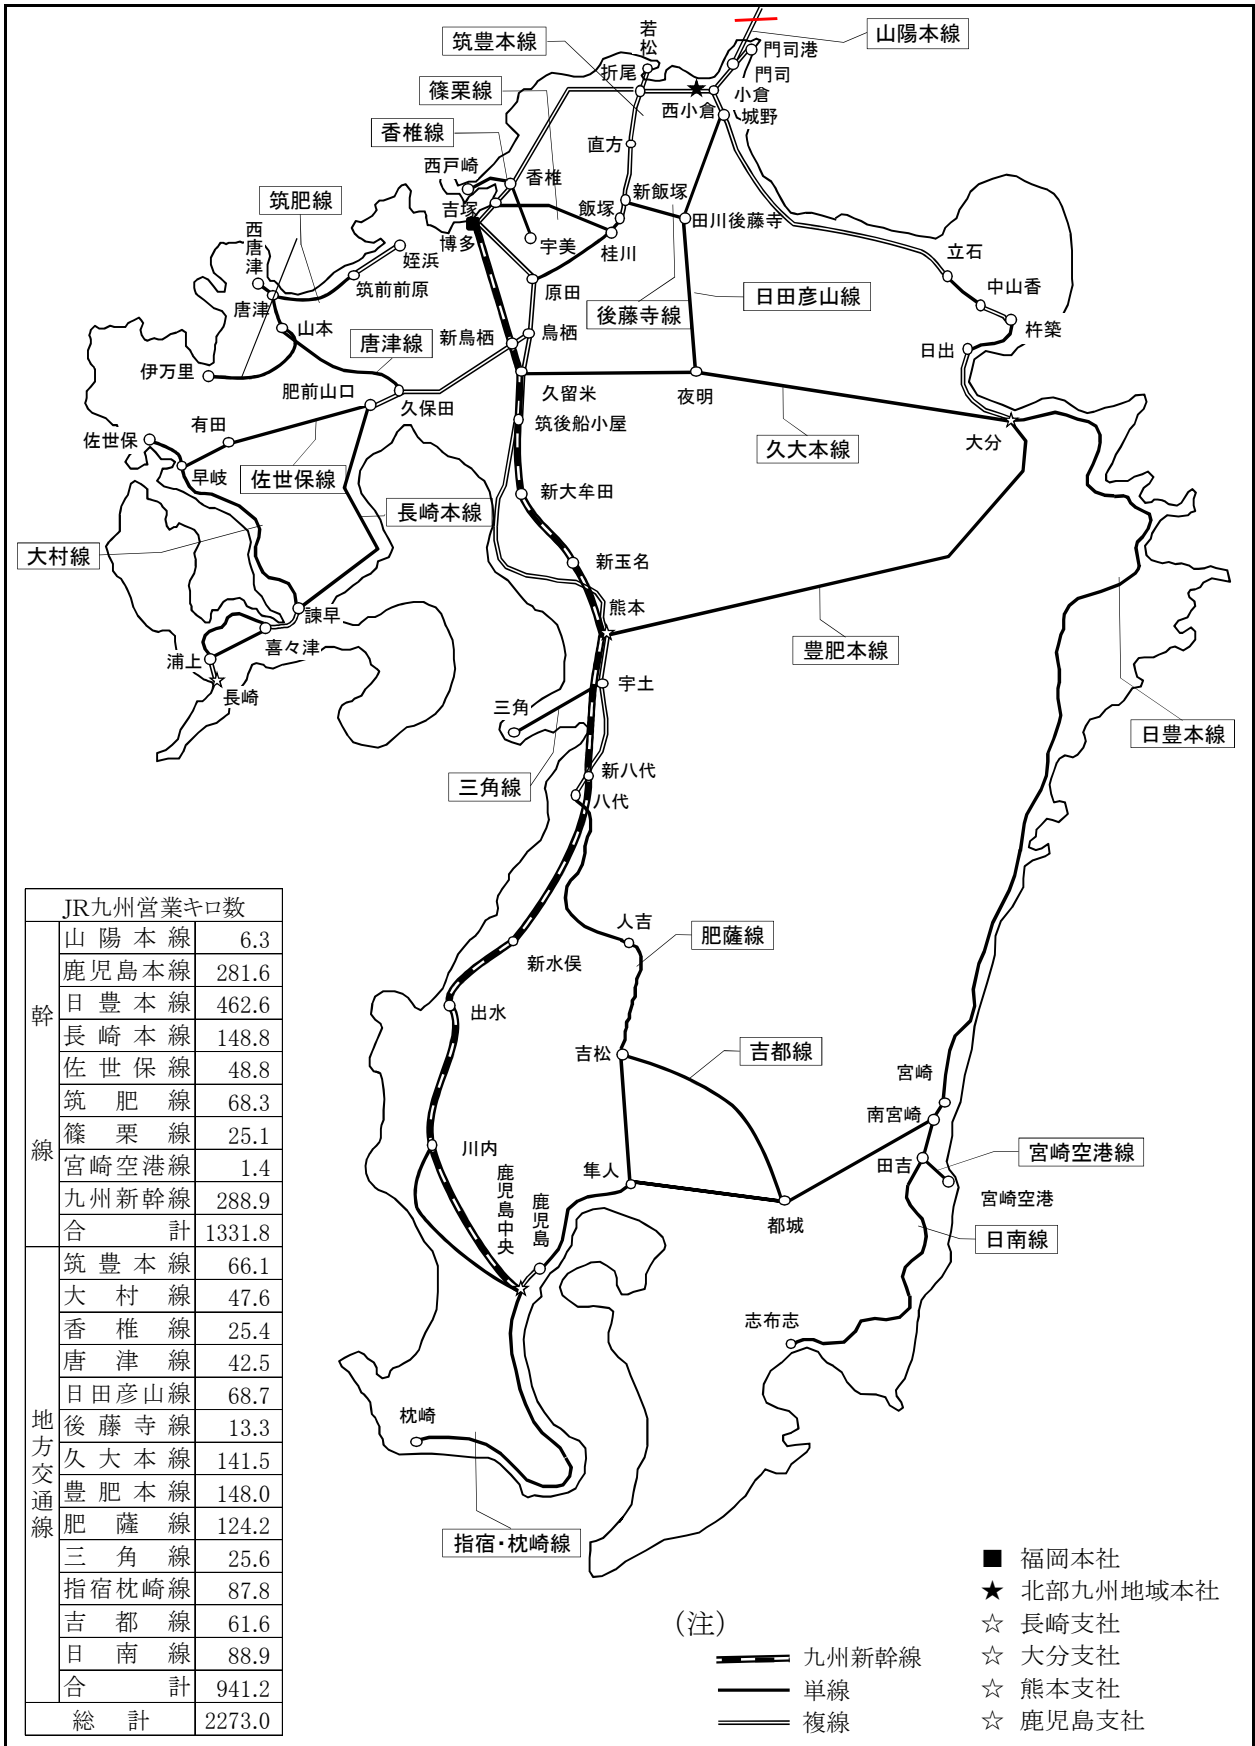 山陽本線
若松
筑豊本線
門司港
門司
折尾
篠栗線
小倉
西小倉
城野
香椎線
直方
西戸崎
香椎
新飯塚
筑肥線
吉塚
飯塚
田川後藤寺
西唐津
博多
宇美
桂川
姪浜
立石
筑前前原
原田
中山香
日田彦山線
唐津
後藤寺線
山本
新鳥栖
鳥栖
杵築
唐津線
日出
伊万里
肥前山口
久保田
久留米
夜明
有田
筑後船小屋
佐世保
大分
久大本線
早岐
佐世保線
新大牟田
長崎本線
大村線
新玉名
熊本
諫早
喜々津
豊肥本線
浦上
長崎
宇土
三角
日豊本線
新八代
三角線
八代
人吉
肥薩線
新水俣
出水
吉松
吉都線
宮崎
南宮崎
川内
鹿児島中央
鹿児島
隼人
田吉
宮崎空港線
宮崎空港
都城
日南線
志布志
枕崎
指宿・枕崎線
JR九州営業キロ数
幹線
山陽本線 6.3
鹿児島本線 281.6
日豊本線 462.6
長崎本線 148.8
佐世保線 48.8
筑肥線 68.3
篠栗線 25.1
宮崎空港線 1.4
九州新幹線 288.9
合計 1331.8
地方交通線
筑豊本線 66.1
大村線 47.6
香椎線 25.4
唐津線 42.5
日田彦山線 68.7
後藤寺線 13.3
久大本線 141.5
豊肥本線 148.0
肥薩線 124.2
三角線 25.6
指宿枕崎線 87.8
吉都線 61.6
日南線 88.9
合計 941.2
総計 2273.0
(注)
九州新幹線
単線
複線
■ 福岡本社
★ 北部九州地域本社
☆ 長崎支社
☆ 大分支社
☆ 熊本支社
☆ 鹿児島支社